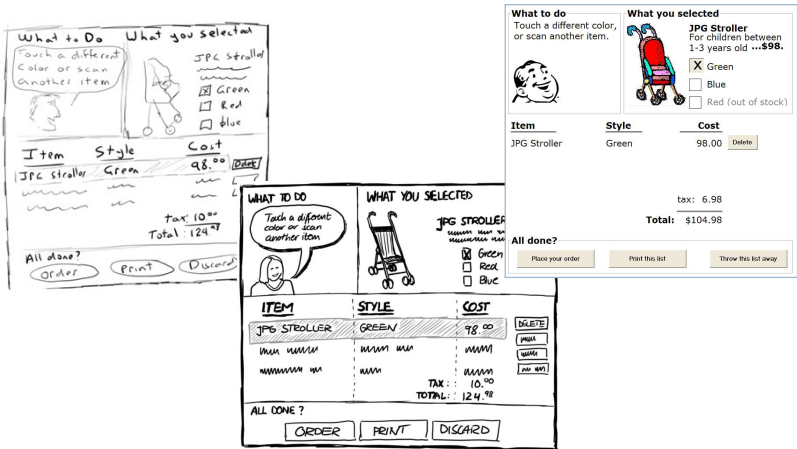 What to Do
Touch a different
color or scan
another item
What you selected
JPG Stroller
Green
Red
blue
Item Style Cost
JPG Stroller Green 98.00 Delete
tax: 10.00
Total: 124.97
All done?
Order Print Discard
WHAT TO DO
Touch a different
color or scan
another item
WHAT YOU SELECTED
JPG STROLLER
Green
Red
Blue
ITEM STYLE COST
JPG STROLLER GREEN 98.00 DELETE
TAX: 10.00
TOTAL: 124.98
ALL DONE?
ORDER PRINT DISCARD
What to do
Touch a different color,
or scan another item.
What you selected
JPG Stroller
For children between
1-3 years old ...$98.
X Green
Blue
Red (out of stock)
Item Style Cost
JPG Stroller Green 98.00 Delete
tax: 6.98
Total: $104.98
All done?
Place your order Print this list Throw this list away